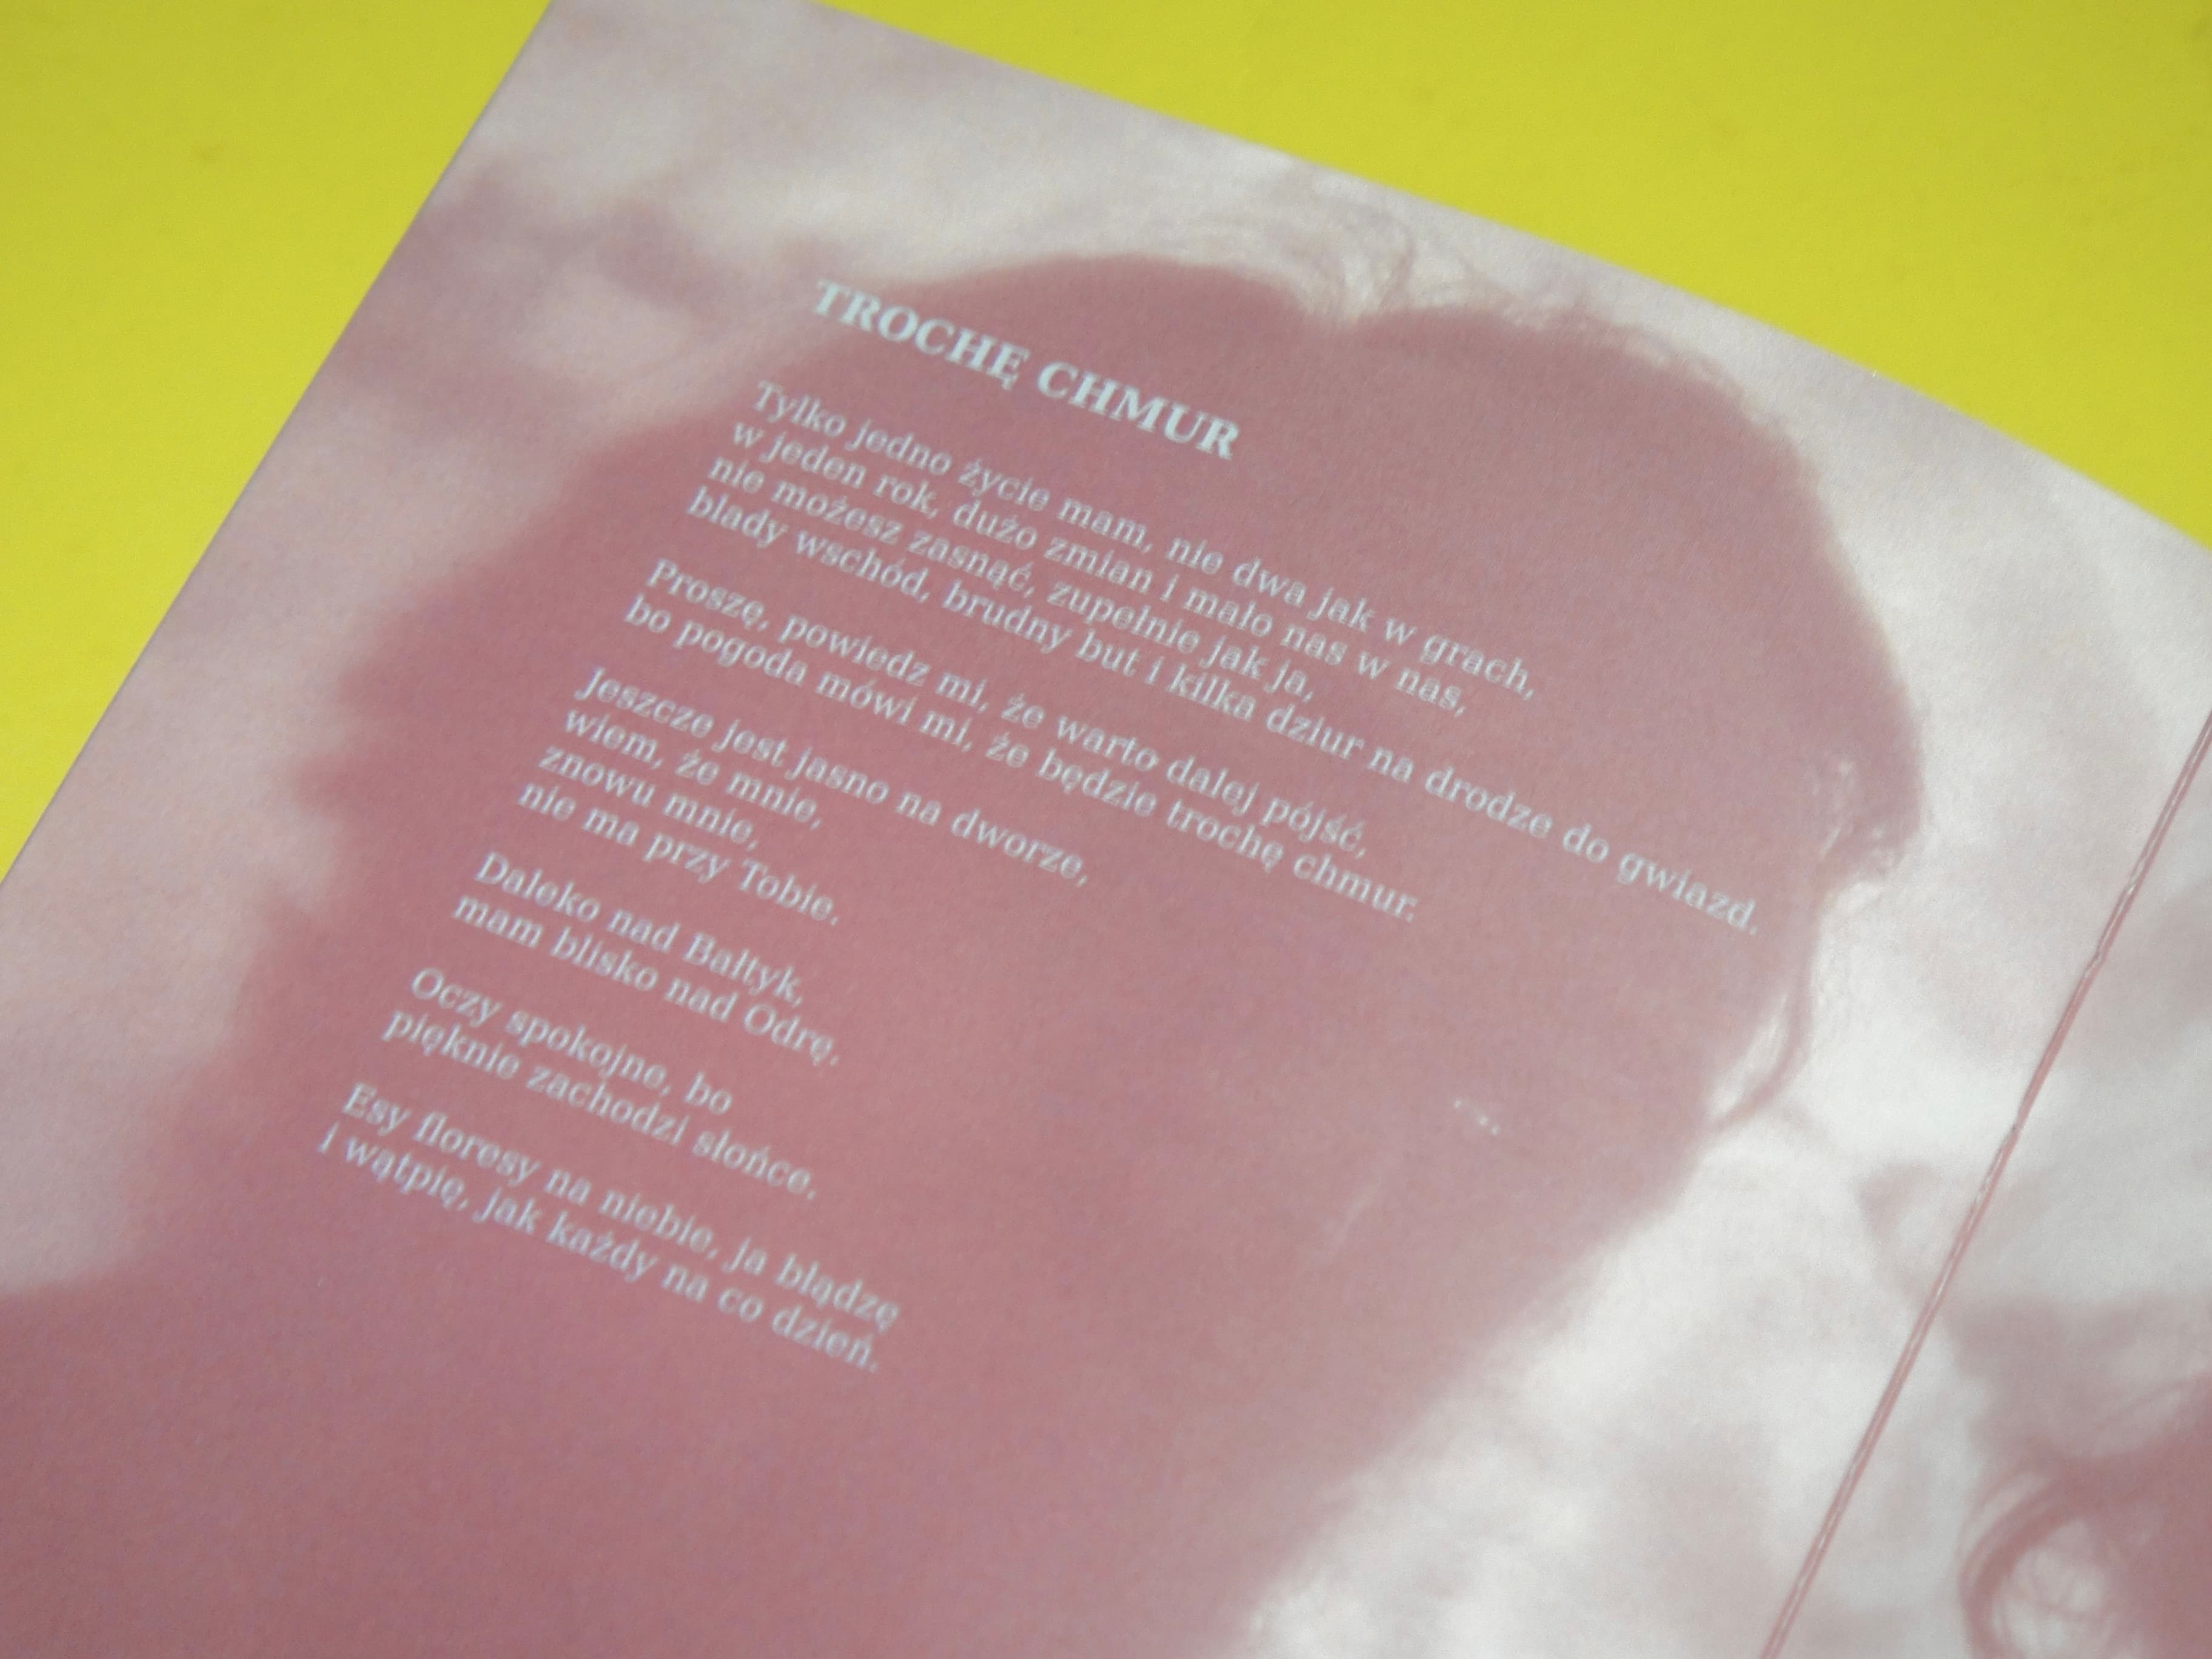 TROCHĘ CHMUR
Tylko jedno życie mam, nie dwa jak w grach,
w jeden rok, dużo zmian i mało nas w nas,
nie możesz zasnąć, zupełnie jak ja,
blady wschód, brudny but i kilka dziur na drodze do gwiazd.
Proszę, powiedz mi, że warto dalej pójść,
bo pogoda mówi mi, że będzie trochę chmur.
Jeszcze jest jasno na dworze,
wiem, że mnie,
znowu mnie,
nie ma przy Tobie.
Daleko nad Bałtyk,
mam blisko nad Odrę.
Oczy spokojne, bo
pięknie zachodzi słońce.
Esy floresy na niebie, ja błądzę
i wątpię, jak każdy na co dzień.